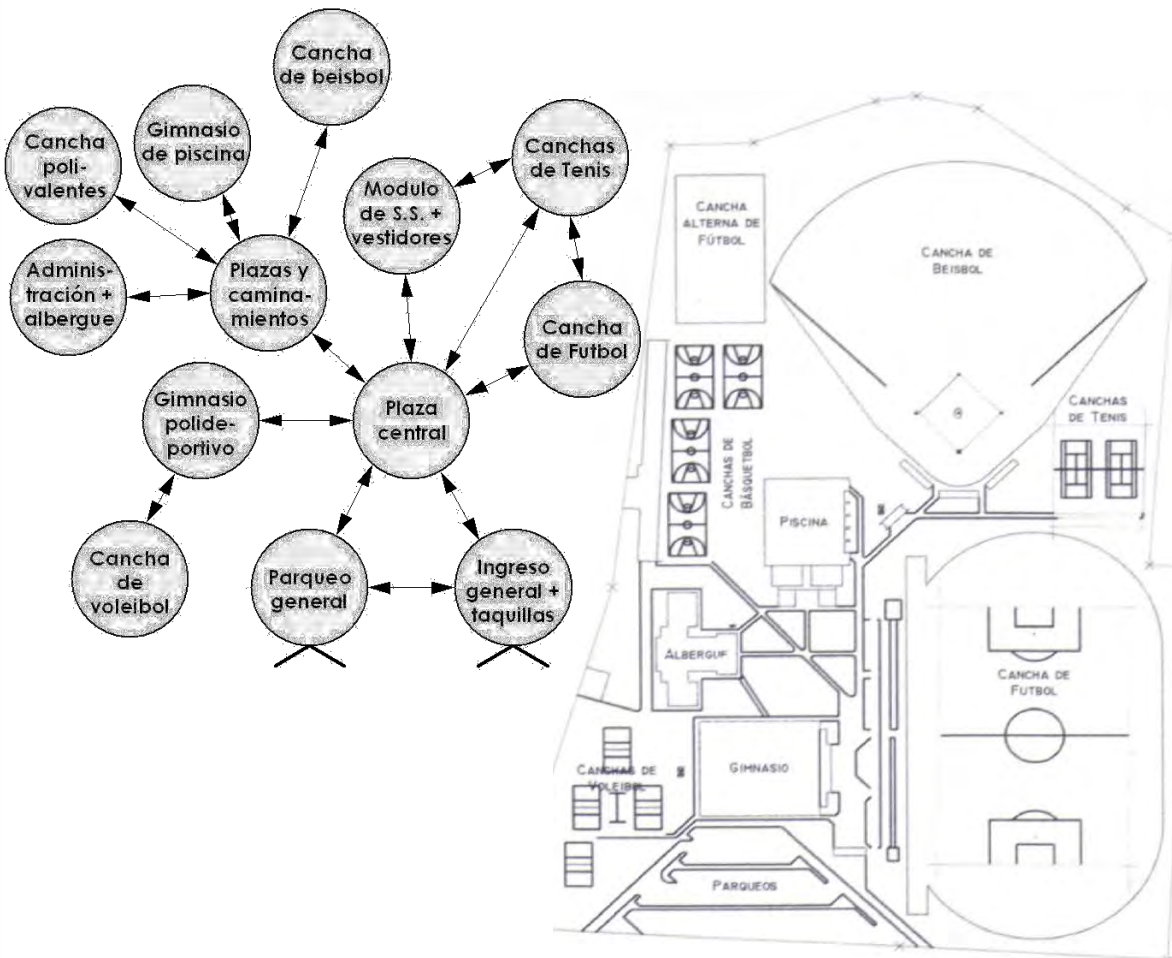 Cancha
de beisbol
Gimnasio
de piscina
Cancha
poli-
valentes
Canchas
de Tenis
Modulo
de S.S. +
vestidores
Adminis-
tración +
albergue
Plazas y
camina-
mientos
Cancha
de Futbol
Gimnasio
polide-
portivo
Plaza
central
Cancha
de
voleibol
Parqueo
general
Ingreso
general +
taquillas
CANCHA
ALTERNA DE
FÚTBOL
CANCHA DE
BEISBOL
CANCHAS
DE TENIS
CANCHAS DE
BÁSQUETBOL
PISCINA
ALBERGUE
CANCHA DE
FUTBOL
GIMNASIO
CANCHAS DE
VOLEIBOL
PARQUEOS